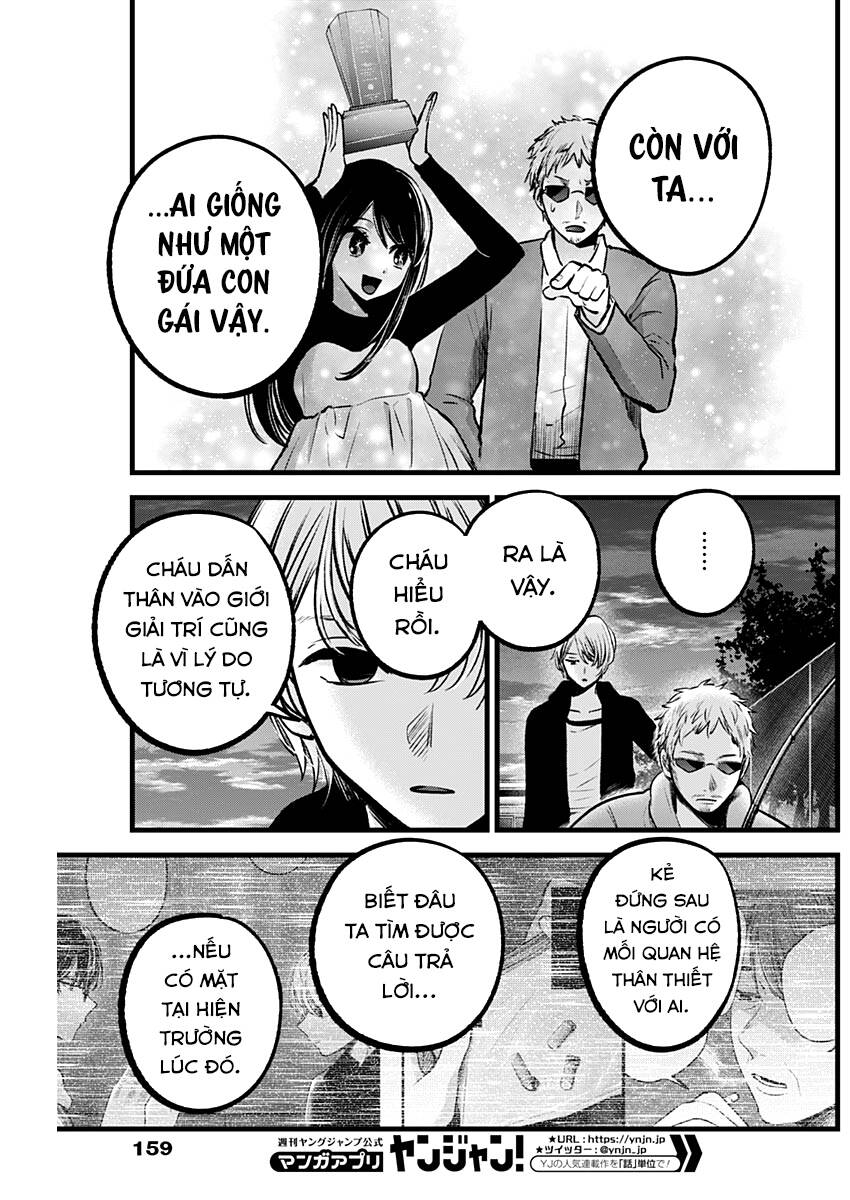 CÒN VỚI
TA...
...AI GIỐNG
NHƯ MỘT
ĐỨA CON
GÁI VẬY.
......
RA LÀ
VẬY.
CHÁU
HIỂU
RỒI.
CHÁU DẤN
THÂN VÀO GIỚI
GIẢI TRÍ CŨNG
LÀ VÌ LÝ DO
TƯƠNG TỰ.
KẺ
ĐỨNG SAU
LÀ NGƯỜI CÓ
MỐI QUAN HỆ
THÂN THIẾT
VỚI AI.
BIẾT ĐÂU
TA TÌM ĐƯỢC
CÂU TRẢ
LỜI...
...NẾU
CÓ MẶT
TẠI HIỆN
TRƯỜNG
LÚC ĐÓ.
159
週刊ヤングジャンプ公式
マンガアプリ
ヤンジャン!
★URL:https://ynjn.jp
★ツイッター:@ynjn_jp
YJの人気連載作を「話」単位で!